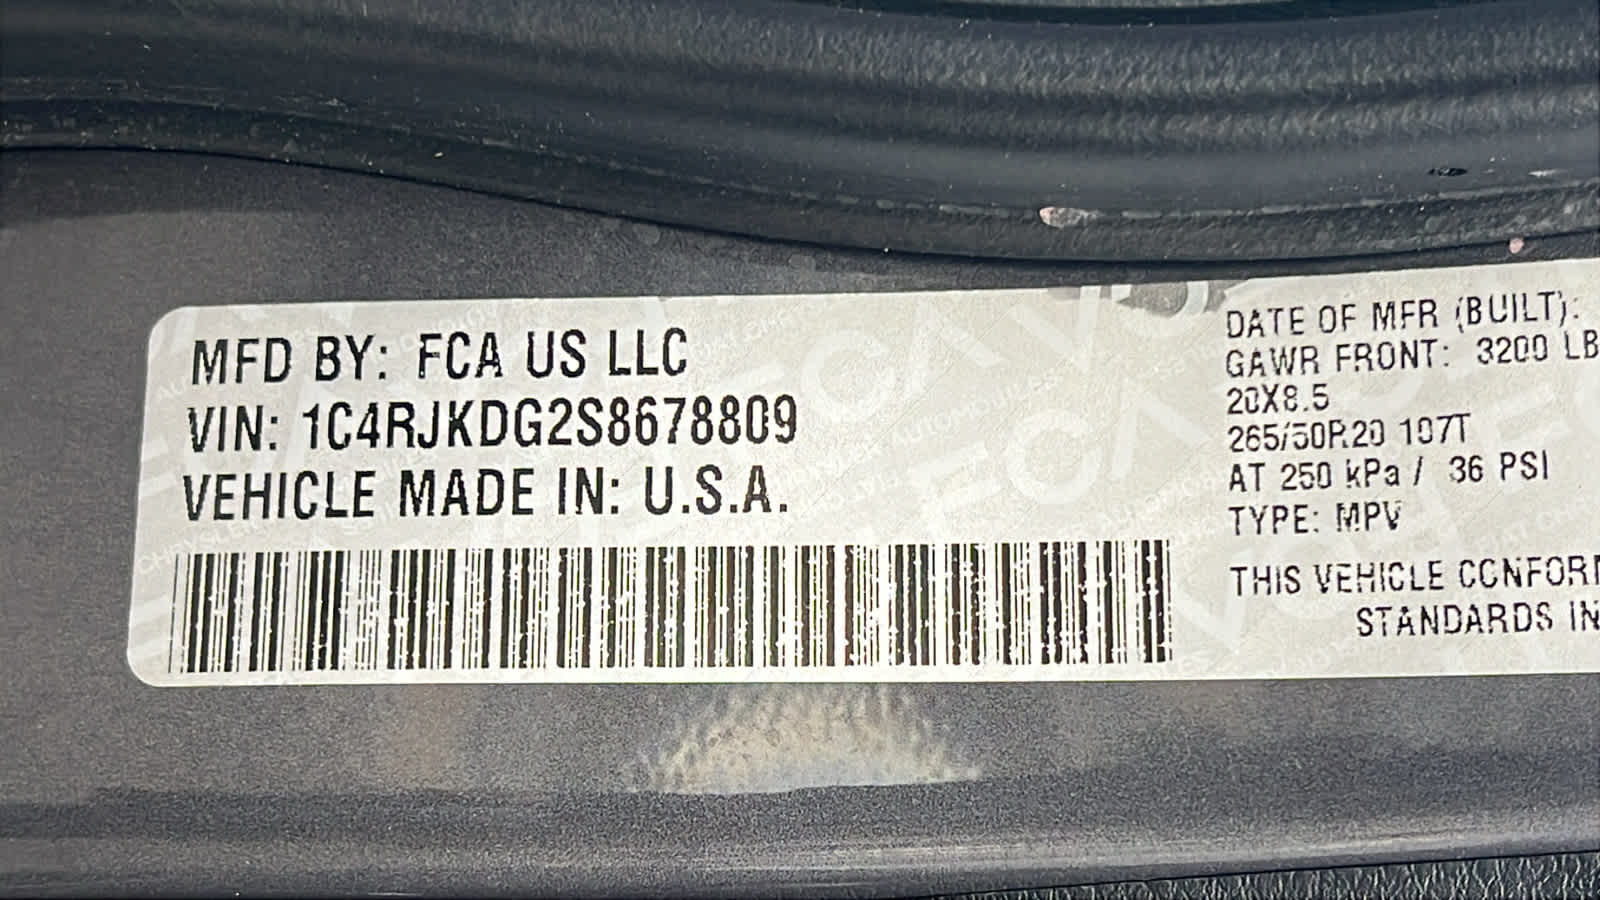 MFD BY: FCA US LLC
VIN: 1C4RJKDG2S8678809
VEHICLE MADE IN: U.S.A.
DATE OF MFR (BUILT):
GAWR FRONT: 3200 LB
20X8.5
265/50R20 107T
AT 250 kPa / 36 PSI
TYPE: MPV
THIS VEHICLE CONFORM
STANDARDS IN